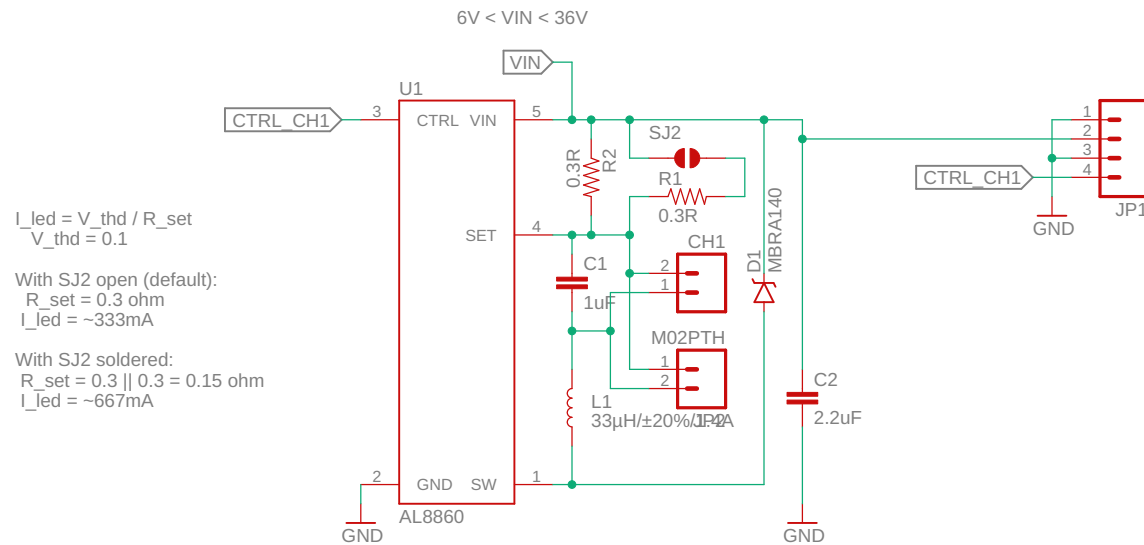 6V < VIN < 36V
VIN
U1
CTRL_CH1
3
CTRL
VIN
5
1
2
3
4
JP1
CTRL_CH1
GND
SJ2
0.3R
R2
R1
0.3R
MBRA140
D1
SET
4
CH1
2
1
C1
1uF
I_led = V_thd / R_set
V_thd = 0.1
With SJ2 open (default):
R_set = 0.3 ohm
I_led = ~333mA
With SJ2 soldered:
R_set = 0.3 || 0.3 = 0.15 ohm
I_led = ~667mA
M02PTH
1
2
JP2
L1
33µH/±20%/1.4A
C2
2.2uF
2
GND
SW
1
AL8860
GND
GND